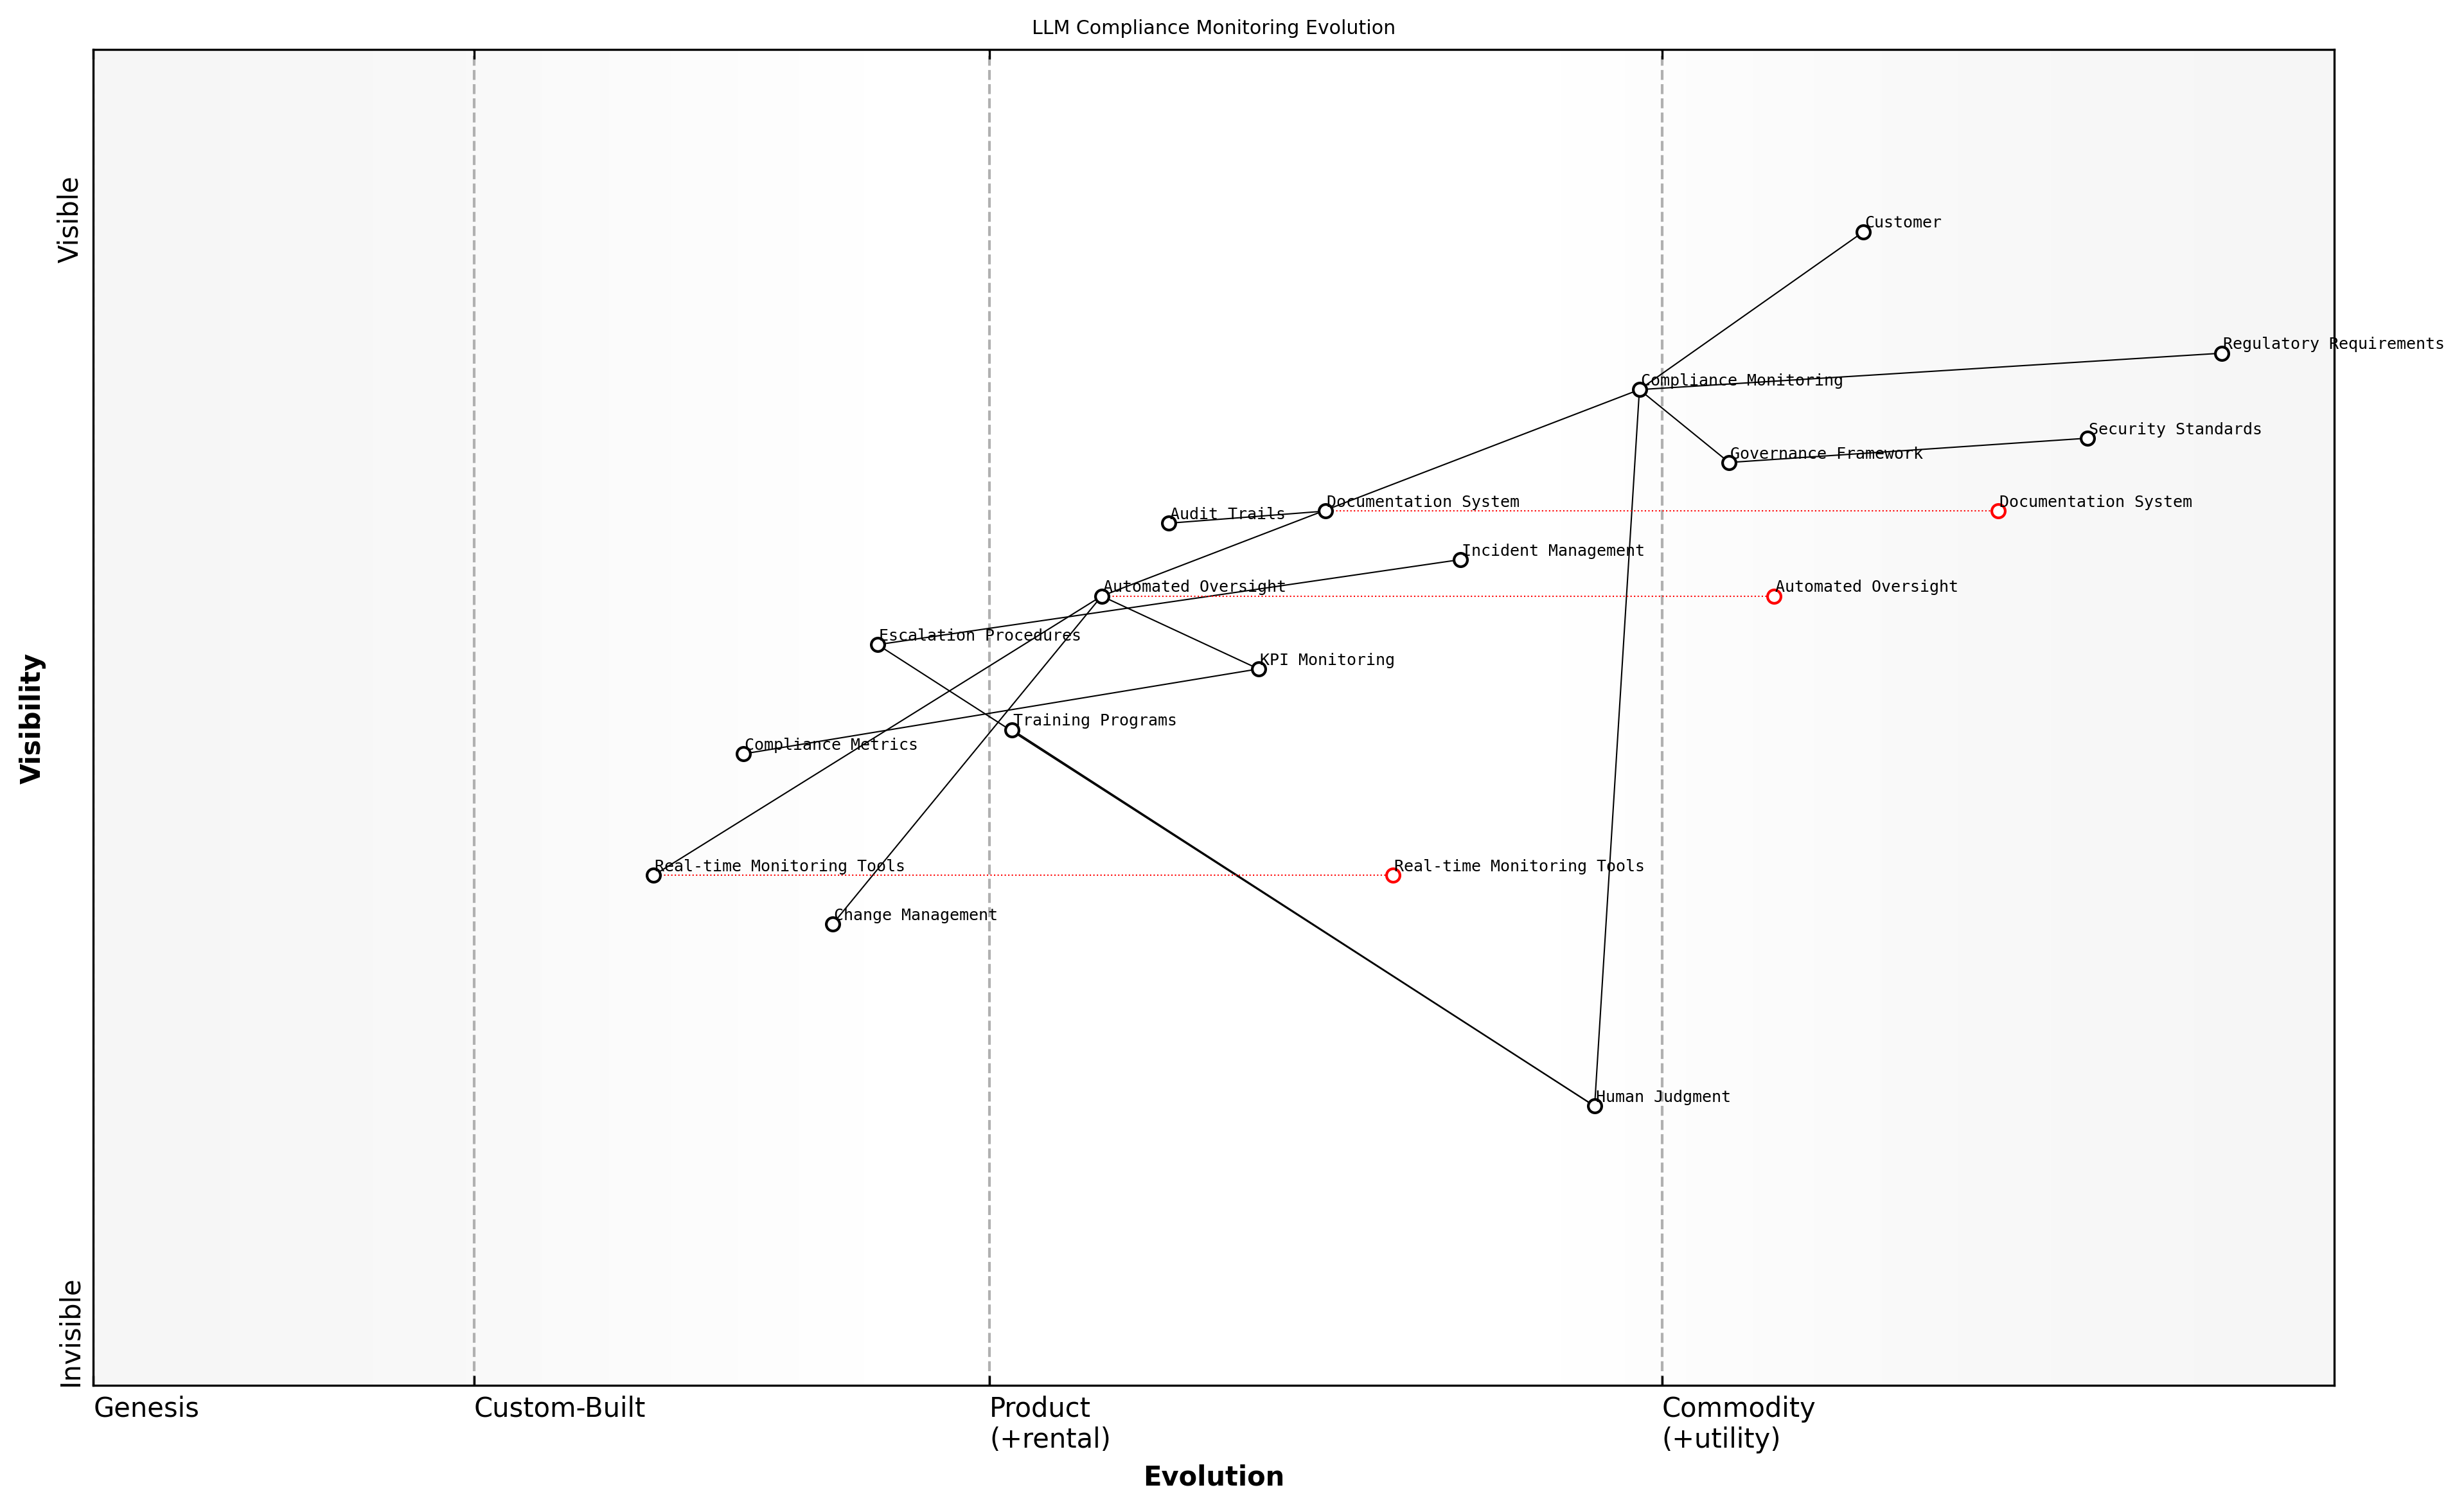 LLM Compliance Monitoring Evolution
Visible
Customer
Regulatory Requirements
Compliance Monitoring
Security Standards
Governance Framework
Documentation System
Documentation System
Audit Trails
Incident Management
Automated Oversight
Automated Oversight
Escalation Procedures
KPI Monitoring
Training Programs
Compliance Metrics
Visibility
Real-time Monitoring Tools
Real-time Monitoring Tools
Change Management
Human Judgment
Invisible
Genesis
Custom-Built
Product
(+rental)
Commodity
(+utility)
Evolution